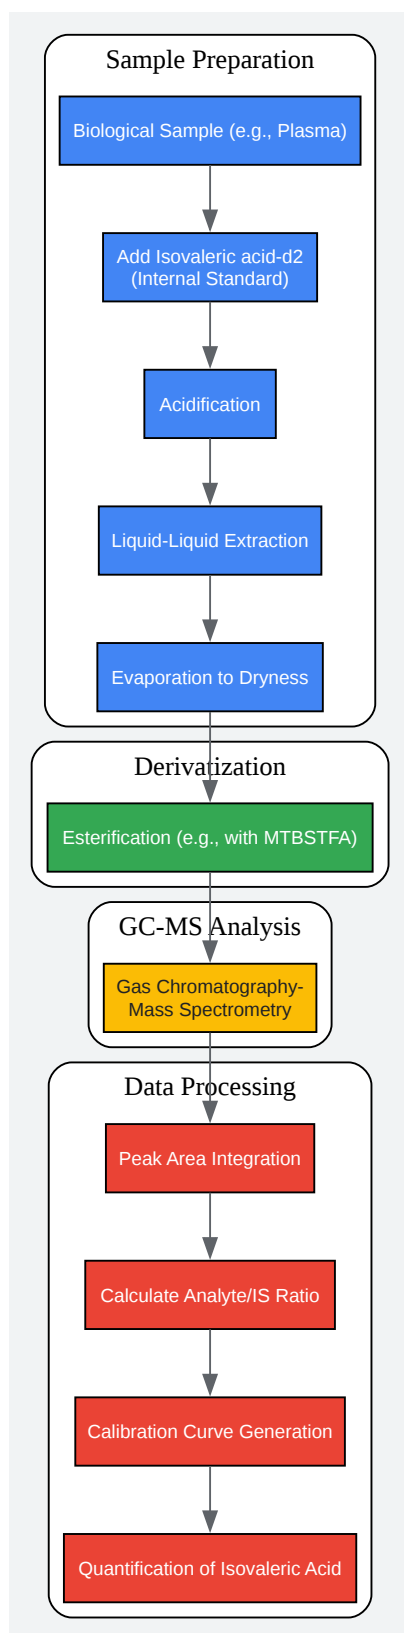 Sample Preparation
Biological Sample (e.g., Plasma)
Add Isovaleric acid-d2
(Internal Standard)
Acidification
Liquid-Liquid Extraction
Evaporation to Dryness
Derivatization
Esterification (e.g., with MTBSTFA)
GC-MS Analysis
Gas Chromatography-
Mass Spectrometry
Data Processing
Peak Area Integration
Calculate Analyte/IS Ratio
Calibration Curve Generation
Quantification of Isovaleric Acid